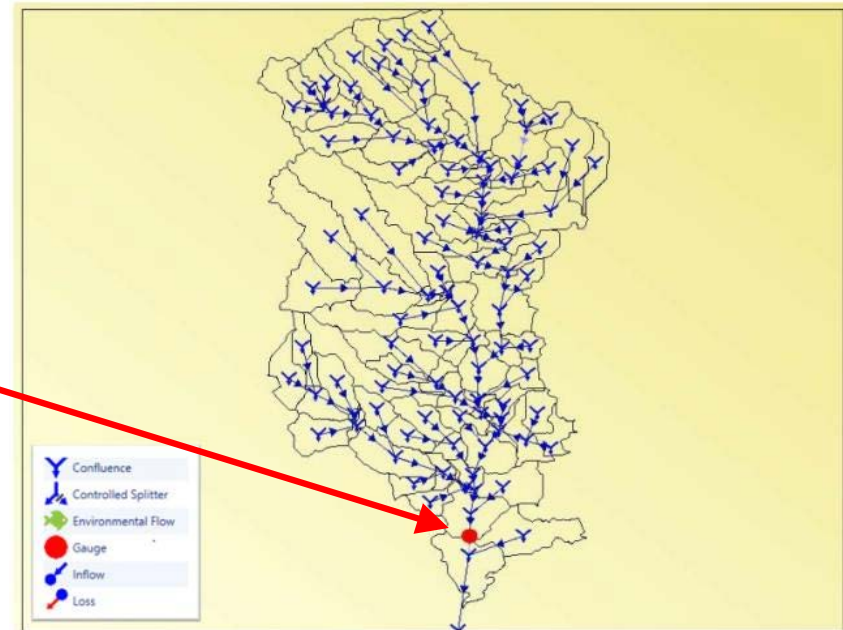 Confluence
Controlled Splitter
Environmental Flow
Gauge
Inflow
Loss